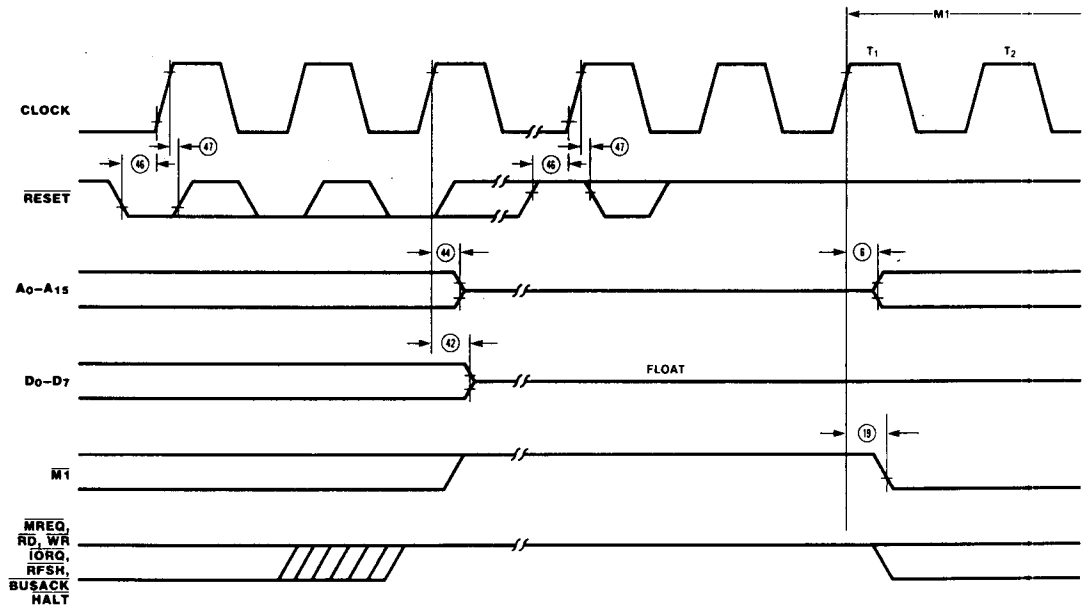 M1
T1
T2
CLOCK
46
47
46
47
RESET
44
6
A0–A15
42
D0–D7
FLOAT
19
M1
MREQ,
RD, WR
IORQ,
RFSH,
BUSACK
HALT